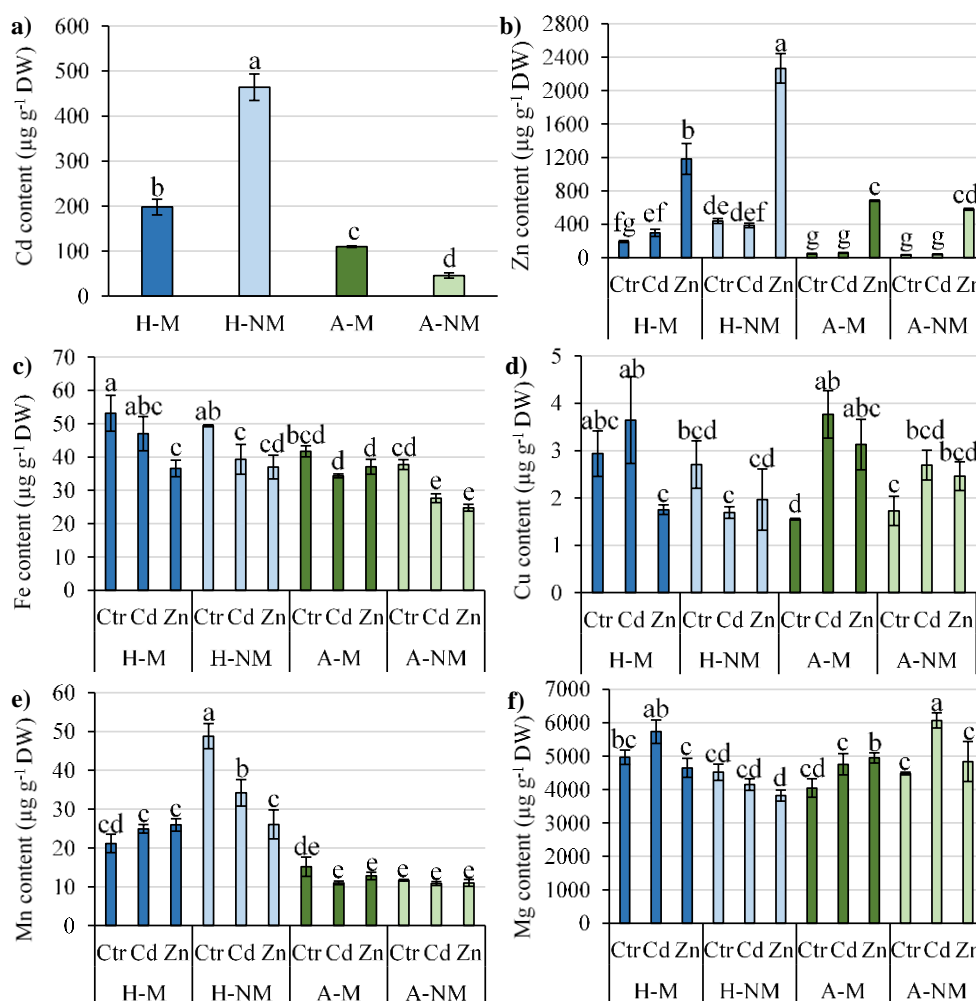 a)
Cd content (µg g⁻¹ DW)
600
500
400
300
200
100
0
b
a
c
d
H-M H-NM A-M A-NM
b)
Zn content (µg g⁻¹ DW)
2800
2400
2000
1600
1200
800
400
0
fg ef b de def a g g c g g cd
Ctr Cd Zn Ctr Cd Zn Ctr Cd Zn Ctr Cd Zn
H-M H-NM A-M A-NM
c)
Fe content (µg g⁻¹ DW)
70
60
50
40
30
20
10
0
a abc c ab c cd bcd d d cd e e
Ctr Cd Zn Ctr Cd Zn Ctr Cd Zn Ctr Cd Zn
H-M H-NM A-M A-NM
d)
Cu content (µg g⁻¹ DW)
5
4
3
2
1
0
abc ab c bcd c cd d ab abc c bcd bcd
Ctr Cd Zn Ctr Cd Zn Ctr Cd Zn Ctr Cd Zn
H-M H-NM A-M A-NM
e)
Mn content (µg g⁻¹ DW)
60
50
40
30
20
10
0
cd c c a b c de e e e e e
Ctr Cd Zn Ctr Cd Zn Ctr Cd Zn Ctr Cd Zn
H-M H-NM A-M A-NM
f)
Mg content (µg g⁻¹ DW)
7000
6000
5000
4000
3000
2000
1000
0
bc ab c cd cd d cd c b c a c
Ctr Cd Zn Ctr Cd Zn Ctr Cd Zn Ctr Cd Zn
H-M H-NM A-M A-NM